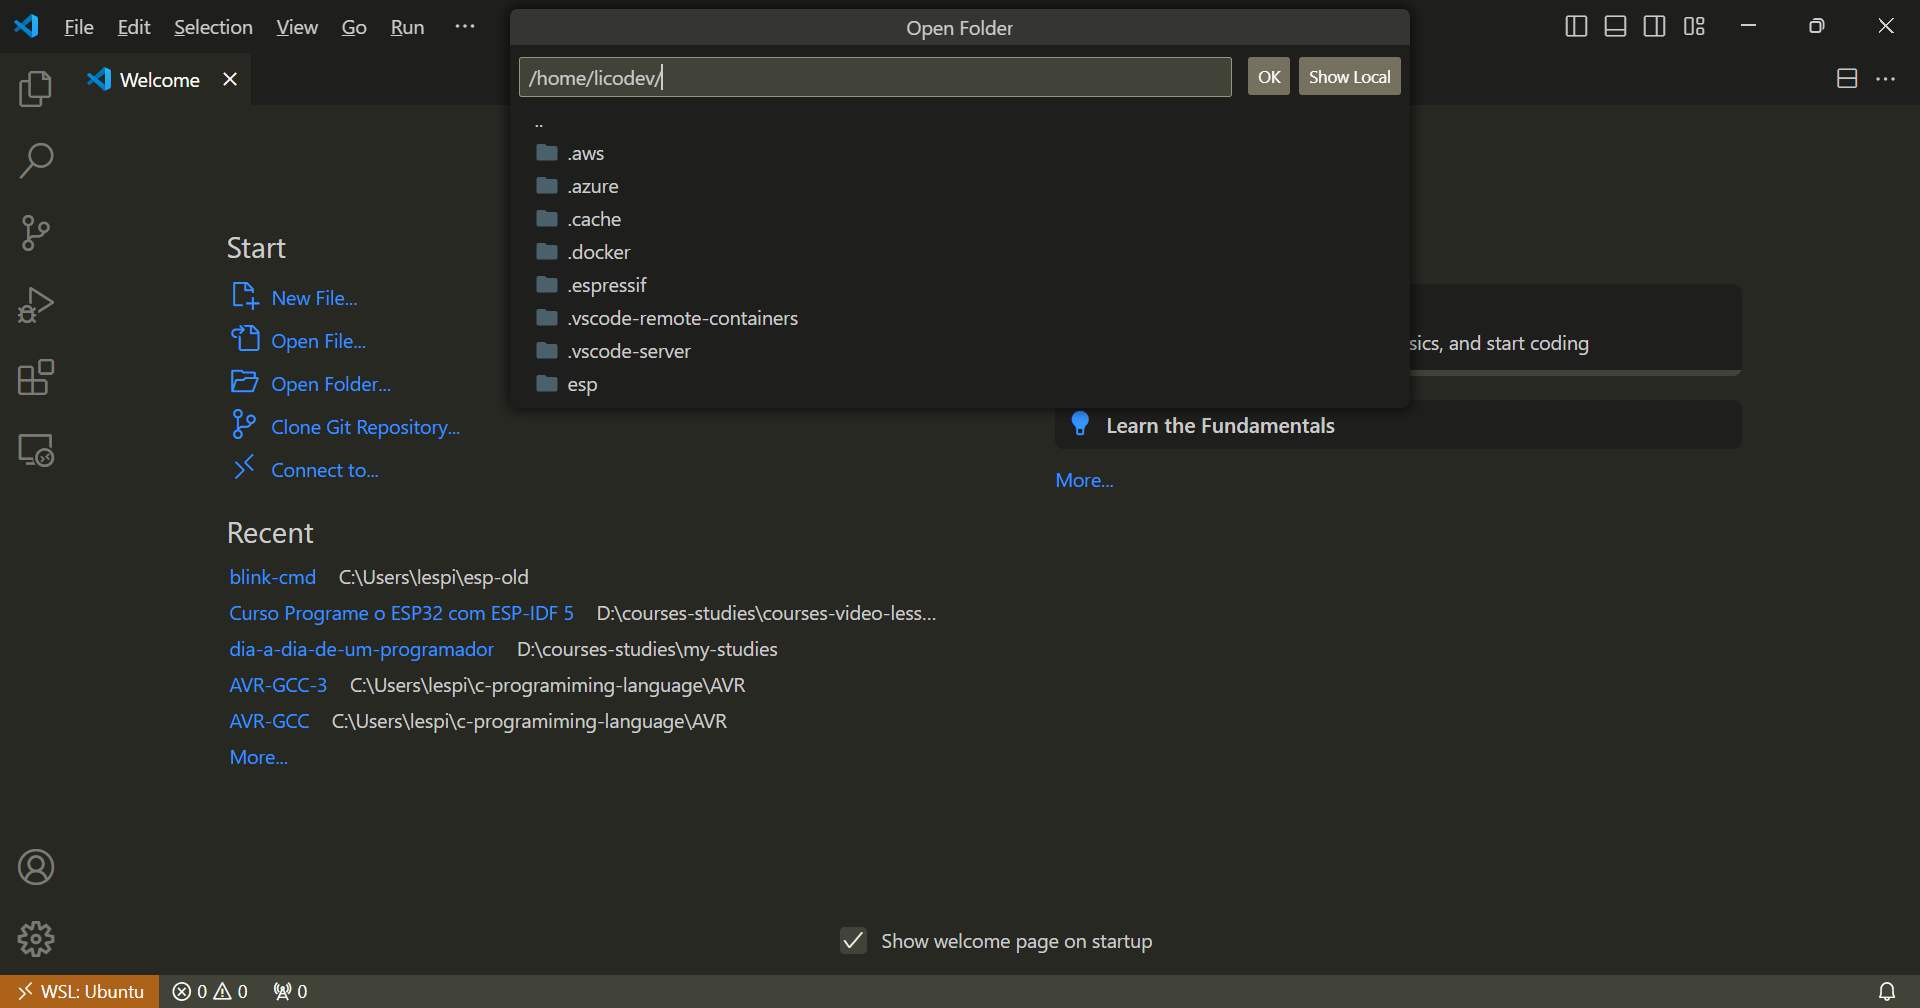 File Edit Selection View Go Run ···
Open Folder
Welcome
/home/licodev/ OK Show Local
..
.aws
.azure
.cache
.docker
.espressif
.vscode-remote-containers
.vscode-server
esp
Start
New File...
Open File...
Open Folder...
Clone Git Repository...
Connect to...
sics, and start coding
Learn the Fundamentals
More...
Recent
blink-cmd C:\Users\lespi\esp-old
Curso Programe o ESP32 com ESP-IDF 5 D:\courses-studies\courses-video-less...
dia-a-dia-de-um-programador D:\courses-studies\my-studies
AVR-GCC-3 C:\Users\lespi\c-programiming-language\AVR
AVR-GCC C:\Users\lespi\c-programiming-language\AVR
More...
Show welcome page on startup
WSL: Ubuntu 0 0 0